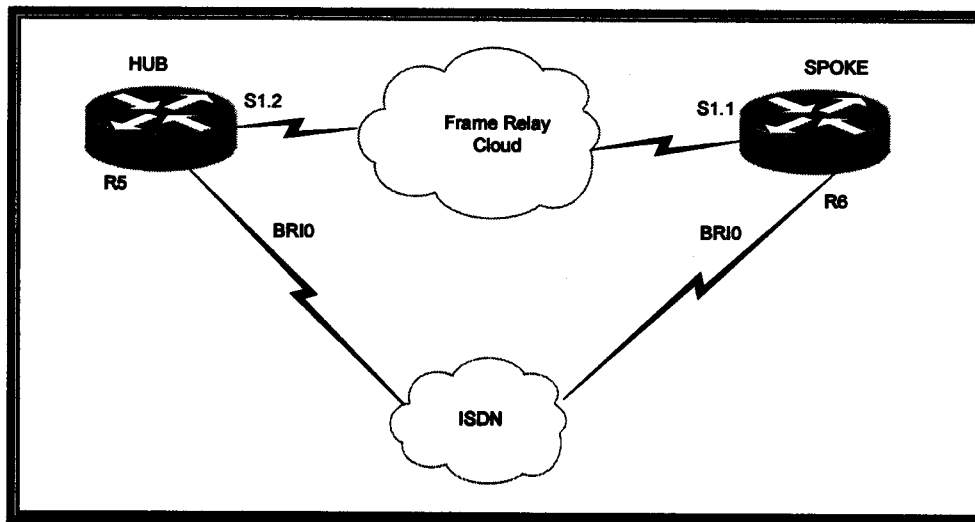 HUB
SPOKE
S1.2
S1.1
Frame Relay
Cloud
R5
R6
BRI0
BRI0
ISDN